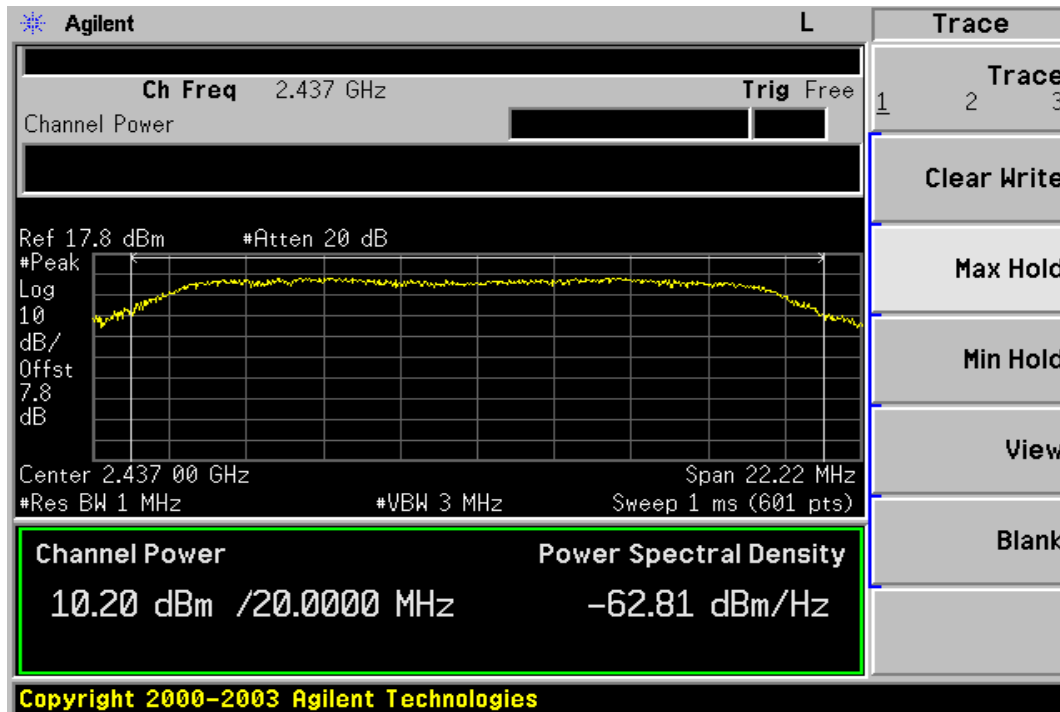 Agilent L Trace
Ch Freq 2.437 GHz Trig Free
Channel Power
Trace
1 2 3
Clear Write
Max Hold
Min Hold
View
Blank
Ref 17.8 dBm #Atten 20 dB
#Peak
Log
10
dB/
Offst
7.8
dB
Center 2.437 00 GHz Span 22.22 MHz
#Res BW 1 MHz #VBW 3 MHz Sweep 1 ms (601 pts)
Channel Power Power Spectral Density
10.20 dBm /20.0000 MHz -62.81 dBm/Hz
Copyright 2000-2003 Agilent Technologies